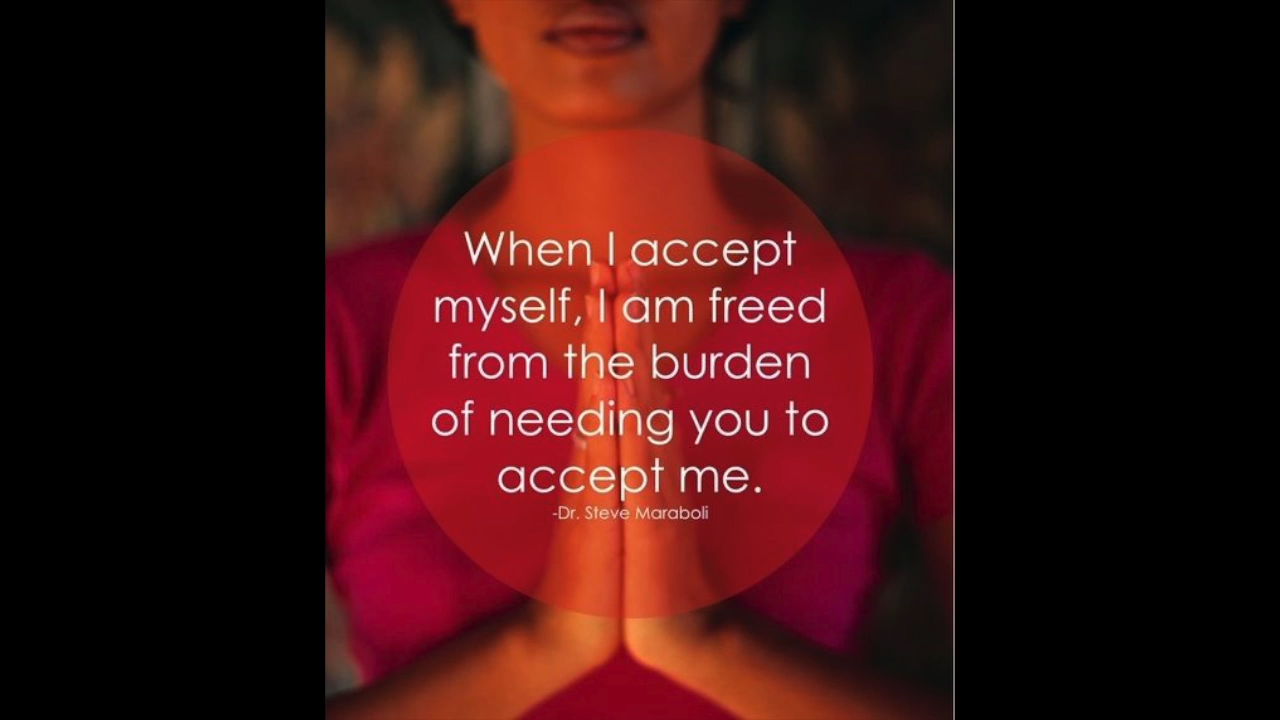 When I accept
myself, I am freed
from the burden
of needing you to
accept me.
-Dr. Steve Maraboli